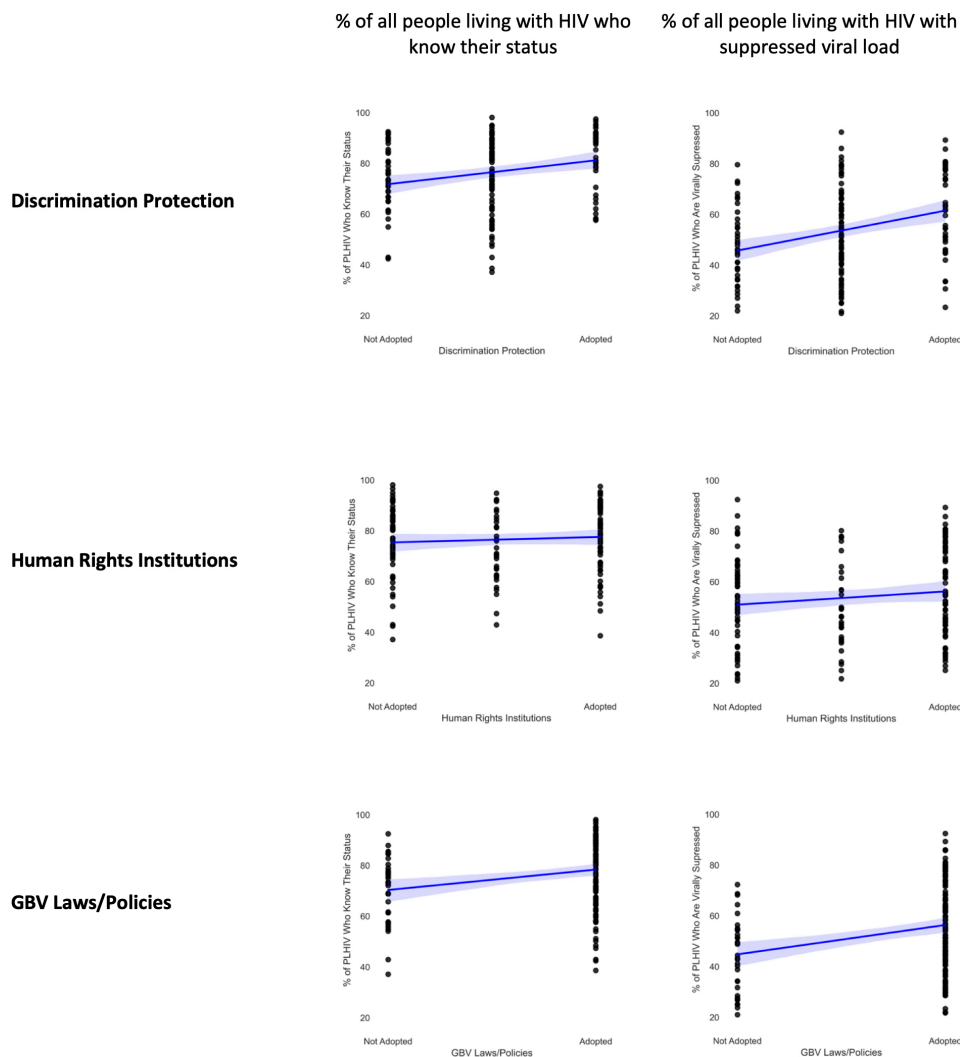 % of all people living with HIV who
know their status
% of all people living with HIV with
suppressed viral load
Discrimination Protection
% of PLHIV Who Know Their Status
100
80
60
40
20
Not Adopted
Adopted
Discrimination Protection
% of PLHIV Who Are Virally Supressed
100
80
60
40
20
Not Adopted
Adopted
Discrimination Protection
Human Rights Institutions
% of PLHIV Who Know Their Status
100
80
60
40
20
Not Adopted
Adopted
Human Rights Institutions
% of PLHIV Who Are Virally Supressed
100
80
60
40
20
Not Adopted
Adopted
Human Rights Institutions
GBV Laws/Policies
% of PLHIV Who Know Their Status
100
80
60
40
20
Not Adopted
Adopted
GBV Laws/Policies
% of PLHIV Who Are Virally Supressed
100
80
60
40
20
Not Adopted
Adopted
GBV Laws/Policies